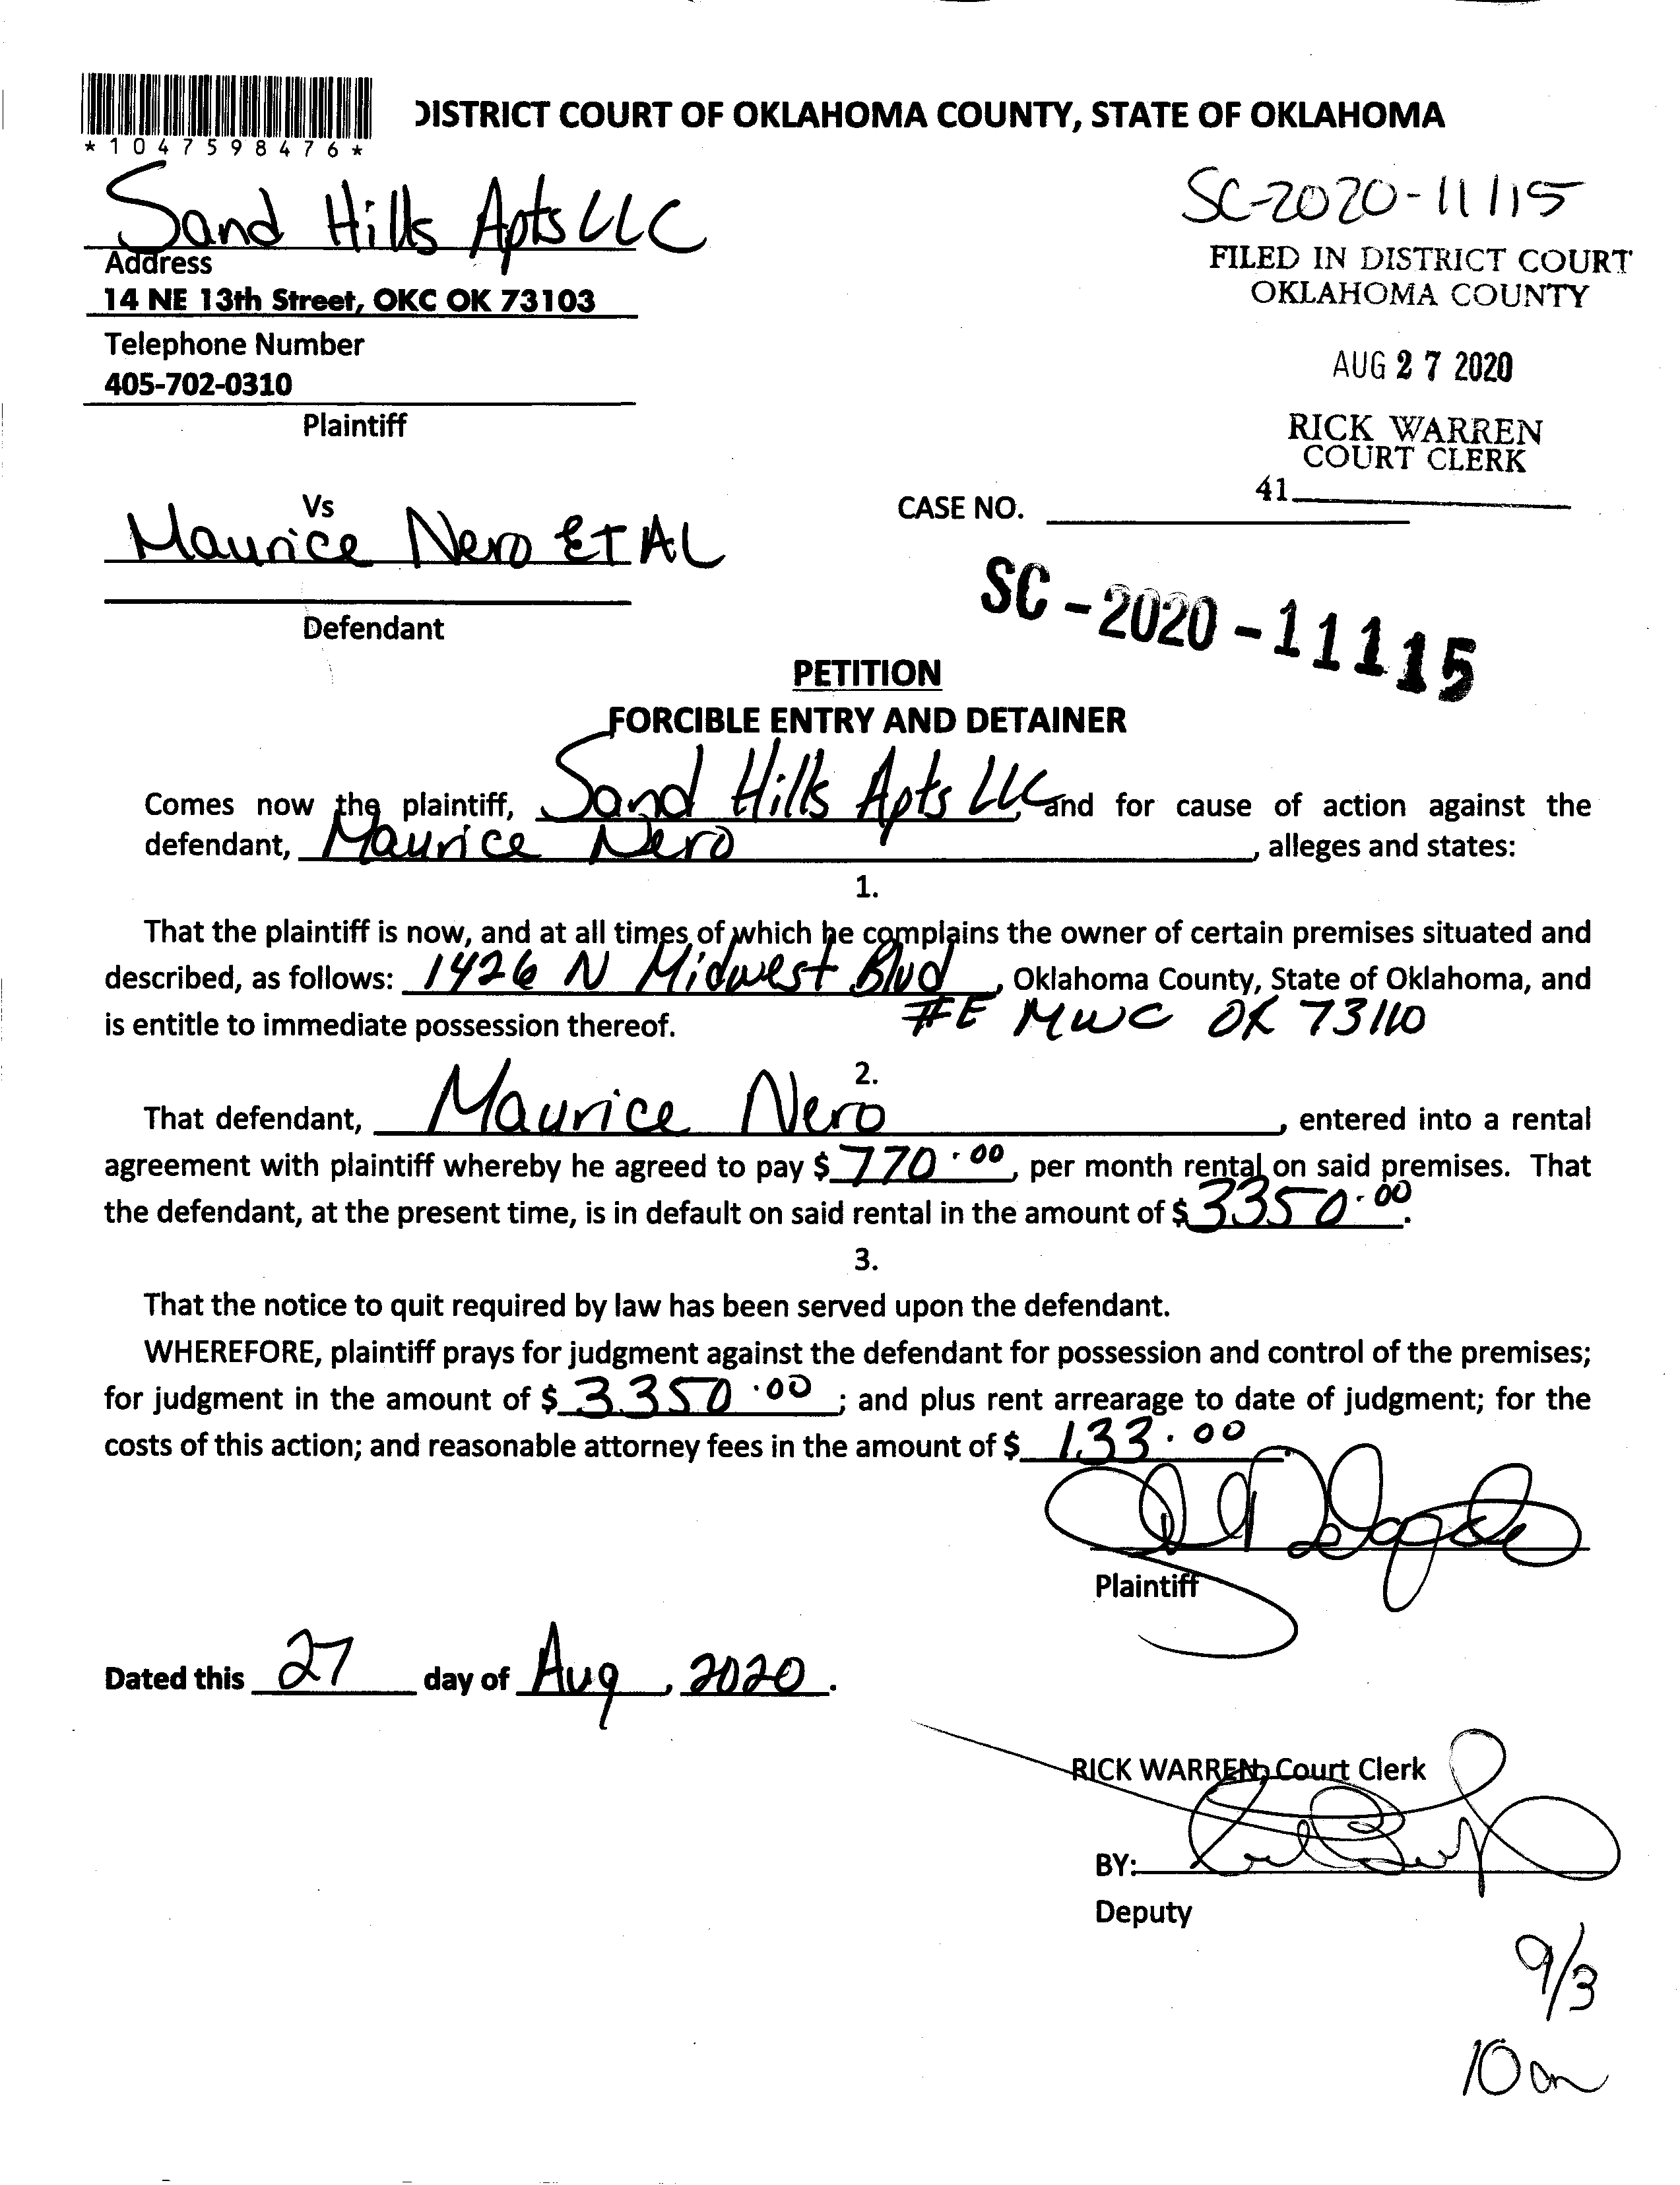 *1047598476*
DISTRICT COURT OF OKLAHOMA COUNTY, STATE OF OKLAHOMA
Sand Hills Apts LLC
SC-2020-11115
Address
FILED IN DISTRICT COURT
OKLAHOMA COUNTY
14 NE 13th Street, OKC OK 73103
Telephone Number
AUG 27 2020
405-702-0310
Plaintiff
RICK WARREN
COURT CLERK
41
Vs
CASE NO.
Maurice Nero ET AL
SC-2020-11115
Defendant
PETITION
FORCIBLE ENTRY AND DETAINER
Comes now the plaintiff, Sand Hills Apts LLC, and for cause of action against the
defendant, Maurice Nero, alleges and states:
1.
That the plaintiff is now, and at all times of which he complains the owner of certain premises situated and
described, as follows: 1426 N Midwest Blvd, Oklahoma County, State of Oklahoma, and
is entitle to immediate possession thereof. #E MWC OK 73110
2.
That defendant, Maurice Nero, entered into a rental
agreement with plaintiff whereby he agreed to pay $ 770.00, per month rental on said premises. That
the defendant, at the present time, is in default on said rental in the amount of $ 3350.00.
3.
That the notice to quit required by law has been served upon the defendant.
WHEREFORE, plaintiff prays for judgment against the defendant for possession and control of the premises;
for judgment in the amount of $ 3350.00; and plus rent arrearage to date of judgment; for the
costs of this action; and reasonable attorney fees in the amount of $ 133.00.
Plaintiff
Dated this 27 day of Aug, 2020.
RICK WARREN, Court Clerk
BY:
Deputy
9/3
10 am